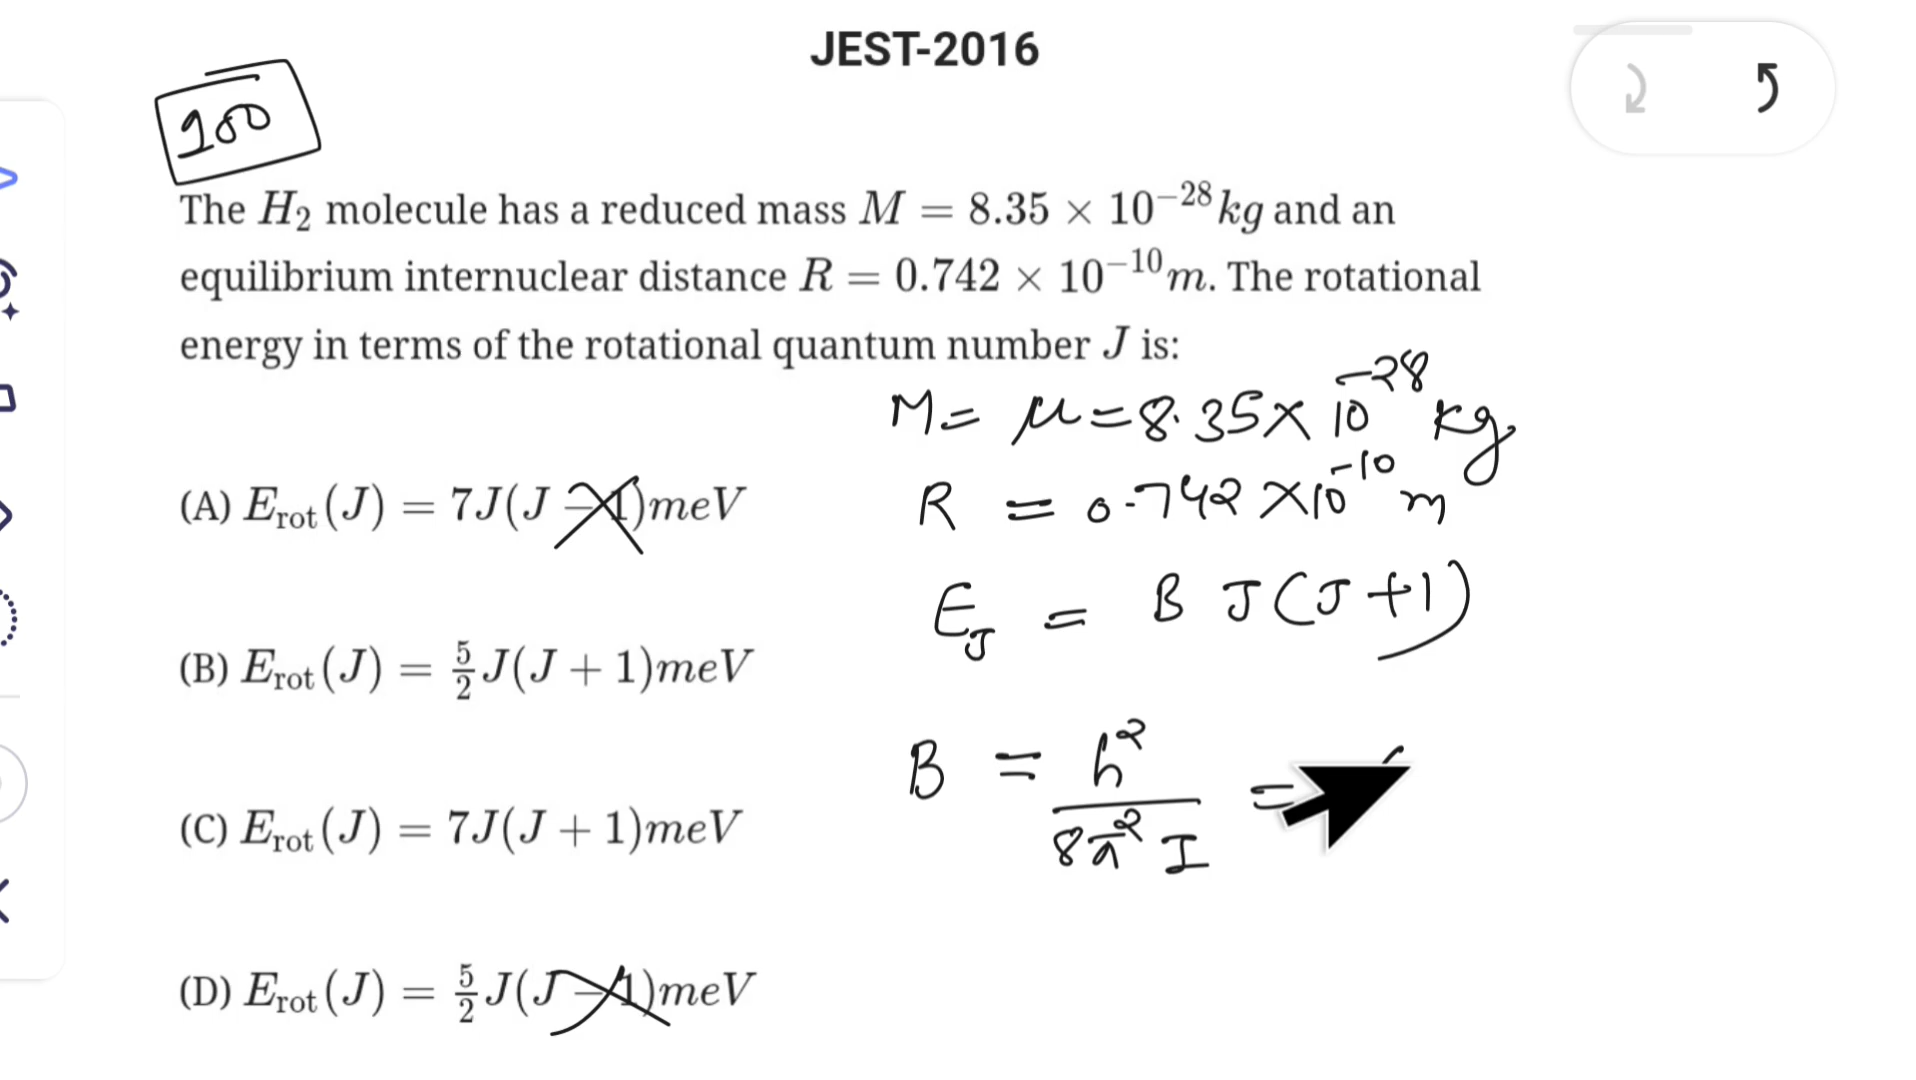 JEST-2016
100
The H₂ molecule has a reduced mass M = 8.35 × 10⁻²⁸kg and an
equilibrium internuclear distance R = 0.742 × 10⁻¹⁰m. The rotational
energy in terms of the rotational quantum number J is:
M = μ = 8.35 × 10⁻²⁸ kg
R = 0.742 × 10⁻¹⁰ m
E_J = B J(J+1)
B = h² / 8π² I =
(A) E_rot(J) = 7J(J − 1)meV
(B) E_rot(J) = 5/2 J(J + 1)meV
(C) E_rot(J) = 7J(J + 1)meV
(D) E_rot(J) = 5/2 J(J − 1)meV